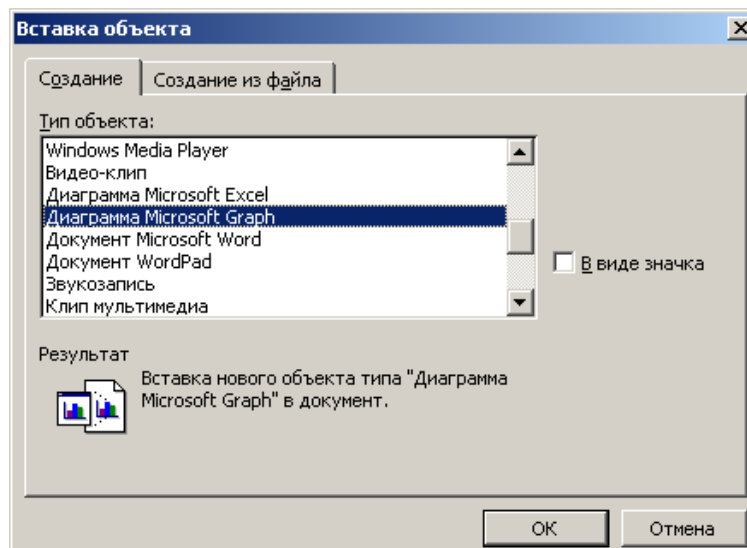 Вставка объекта
Создание
Создание из файла
Тип объекта:
Windows Media Player
Видео-клип
Диаграмма Microsoft Excel
Диаграмма Microsoft Graph
Документ Microsoft Word
Документ WordPad
Звукозапись
Клип мультимедиа
В виде значка
Результат
Вставка нового объекта типа "Диаграмма
Microsoft Graph" в документ.
ОК
Отмена